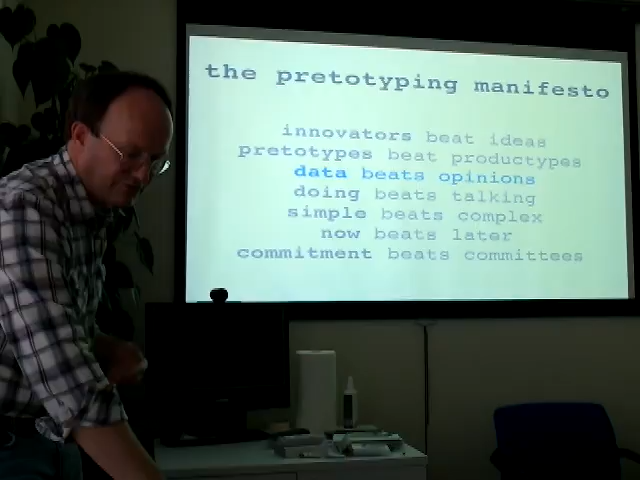 the pretotyping manifesto
innovators beat ideas
pretotypes beat productypes
data beats opinions
doing beats talking
simple beats complex
now beats later
commitment beats committees